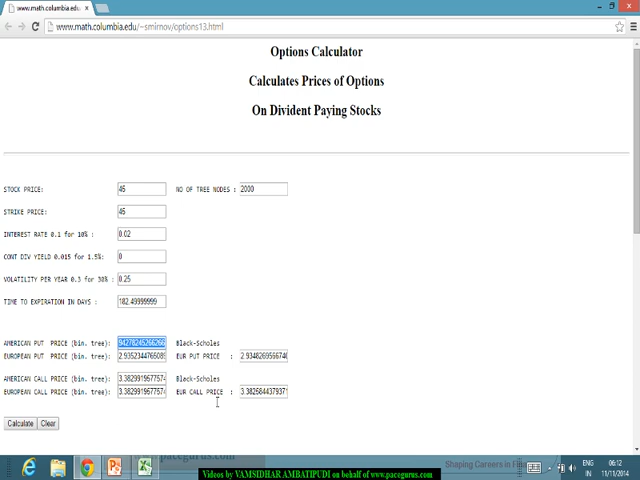 www.math.columbia.edu/~
www.math.columbia.edu/~smirnov/options13.html
Options Calculator
Calculates Prices of Options
On Divident Paying Stocks
STOCK PRICE: 45 NO OF TREE NODES : 2000
STRIKE PRICE: 45
INTEREST RATE 0.1 for 10% : 0.02
CONT DIV YIELD 0.015 for 1.5%: 0
VOLATILITY PER YEAR 0.3 for 30% : 0.25
TIME TO EXPIRATION IN DAYS : 182.49999999
AMERICAN PUT PRICE (bin. tree): 94278245266266 Black-Scholes
EUROPEAN PUT PRICE (bin. tree): EUR PUT PRICE :
AMERICAN CALL PRICE (bin. tree): Black-Scholes
EUROPEAN CALL PRICE (bin. tree): EUR CALL PRICE :
Calculate Clear
Shaping Careers in Fin
Videos by VAMSIDHAR AMBATIPUDI on behalf of www.pacegurus.com
ENG
IN
06:12
11/11/2014